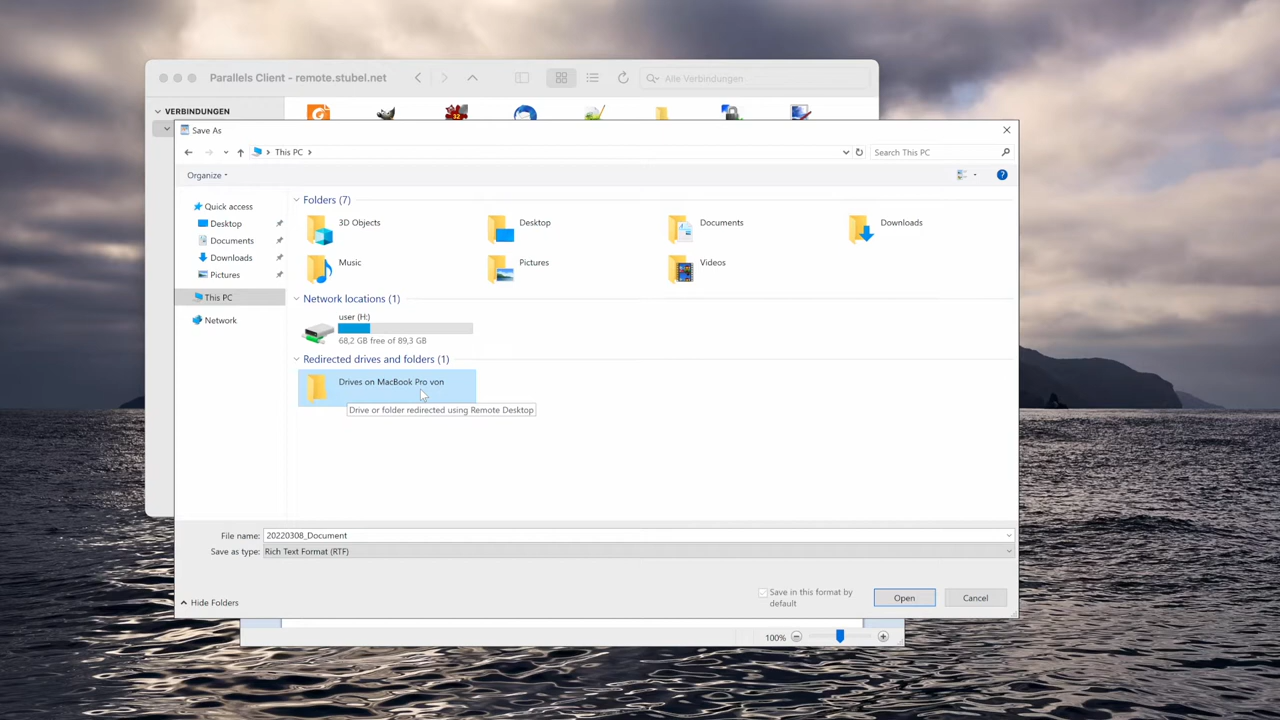 Parallels Client - remote.stubel.net
Alle Verbindungen
VERBINDUNGEN
Save As
This PC
Search This PC
Organize
Folders (7)
Quick access
Desktop
Documents
Downloads
Pictures
This PC
Network
3D Objects
Desktop
Documents
Downloads
Music
Pictures
Videos
Network locations (1)
user (H:)
68,2 GB free of 89,3 GB
Redirected drives and folders (1)
Drives on MacBook Pro von
Drive or folder redirected using Remote Desktop
File name:
20220308_Document
Save as type:
Rich Text Format (RTF)
Hide Folders
Save in this format by
default
Open
Cancel
100%